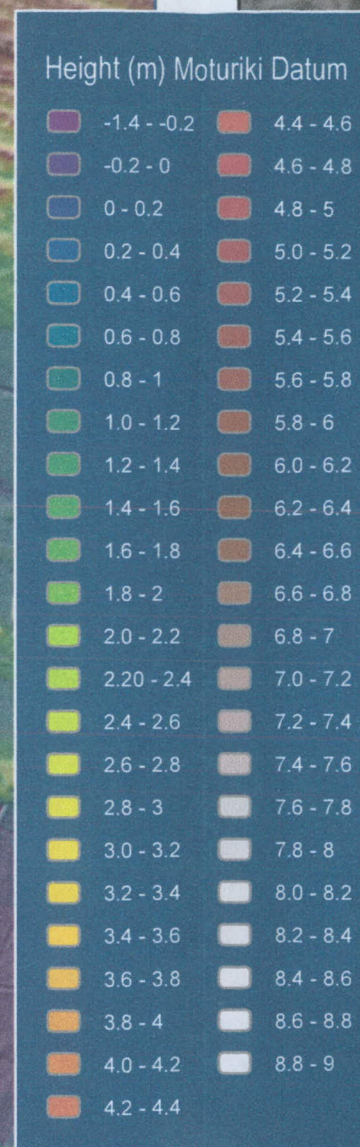 Height (m) Moturiki Datum
-1.4 - -0.2
-0.2 - 0
0 - 0.2
0.2 - 0.4
0.4 - 0.6
0.6 - 0.8
0.8 - 1
1.0 - 1.2
1.2 - 1.4
1.4 - 1.6
1.6 - 1.8
1.8 - 2
2.0 - 2.2
2.20 - 2.4
2.4 - 2.6
2.6 - 2.8
2.8 - 3
3.0 - 3.2
3.2 - 3.4
3.4 - 3.6
3.6 - 3.8
3.8 - 4
4.0 - 4.2
4.2 - 4.4
4.4 - 4.6
4.6 - 4.8
4.8 - 5
5.0 - 5.2
5.2 - 5.4
5.4 - 5.6
5.6 - 5.8
5.8 - 6
6.0 - 6.2
6.2 - 6.4
6.4 - 6.6
6.6 - 6.8
6.8 - 7
7.0 - 7.2
7.2 - 7.4
7.4 - 7.6
7.6 - 7.8
7.8 - 8
8.0 - 8.2
8.2 - 8.4
8.4 - 8.6
8.6 - 8.8
8.8 - 9